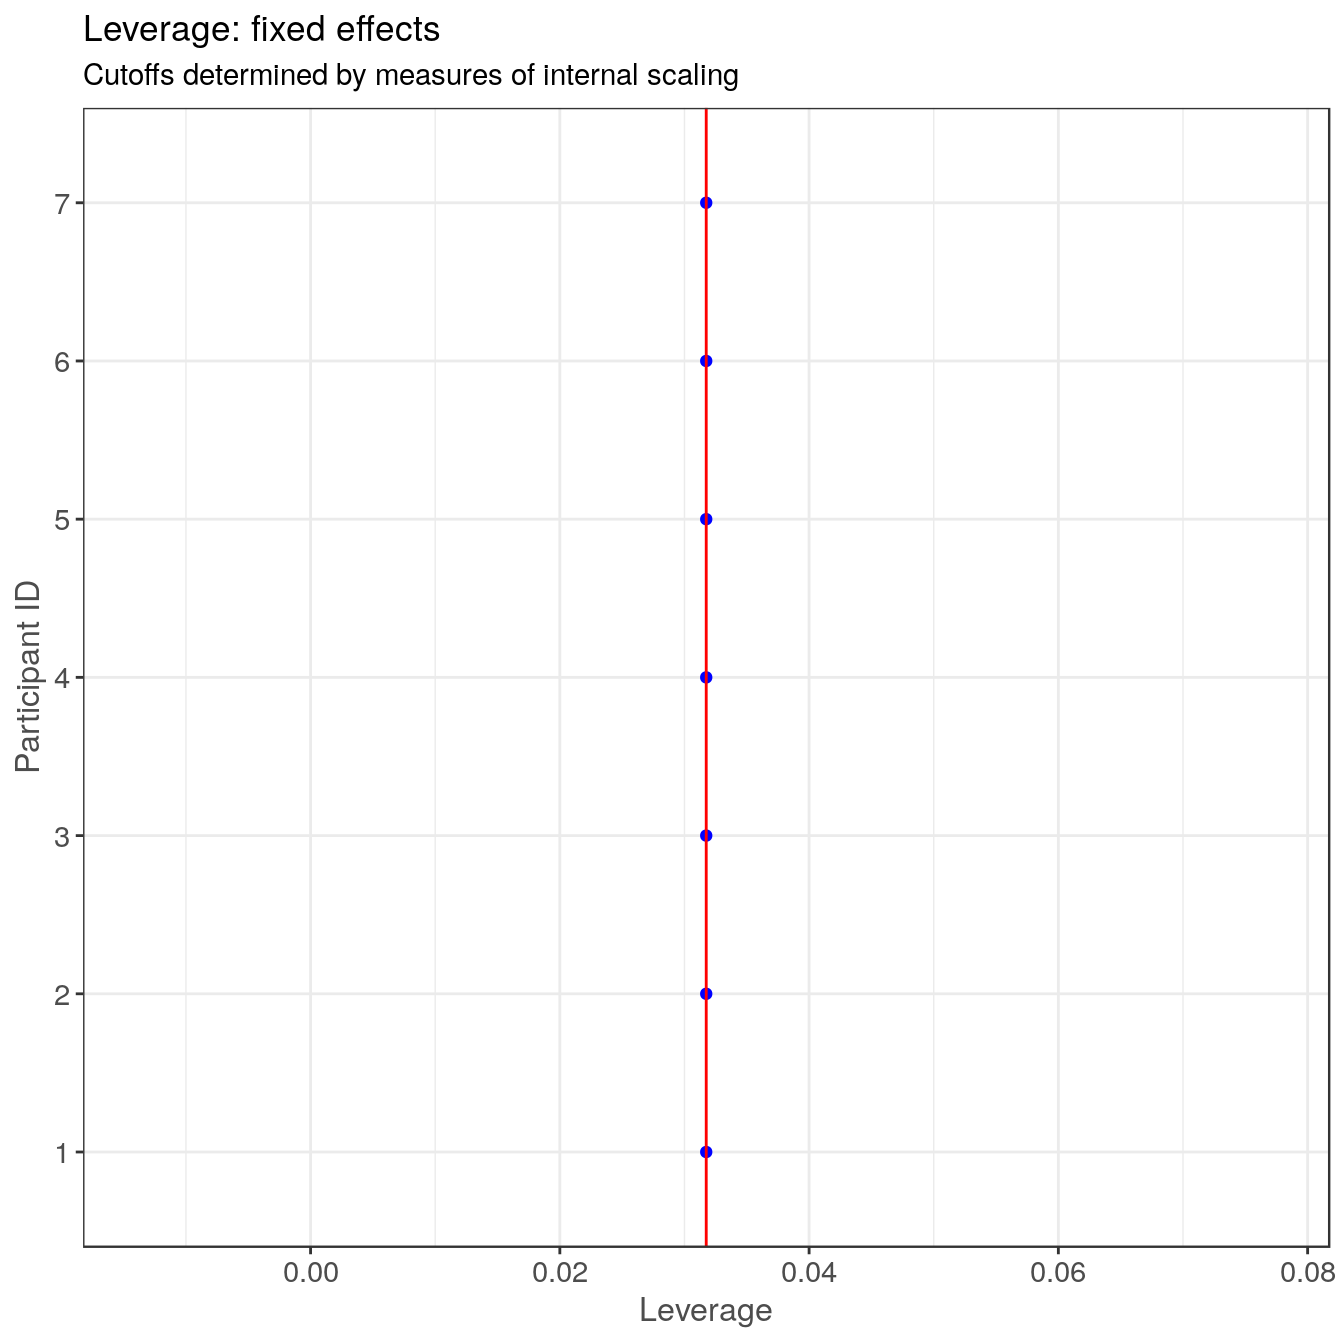 Leverage: fixed effects
Cutoffs determined by measures of internal scaling
Participant ID
7
6
5
4
3
2
1
0.00 0.02 0.04 0.06 0.08
Leverage